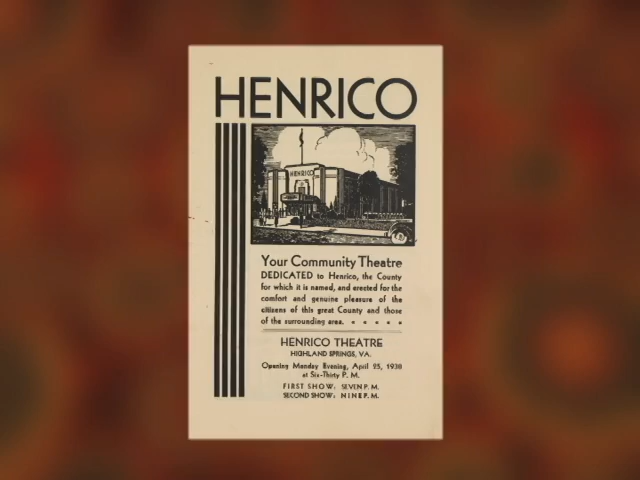 HENRICO
HENRICO
Your Community Theatre
DEDICATED to Henrico, the County
for which it is named, and erected for the
comfort and genuine pleasure of the
citizens of this great County and those
of the surrounding area. • • • • • •
HENRICO THEATRE
HIGHLAND SPRINGS, VA.
Opening Monday Evening, April 25, 1938
at Six-Thirty P. M.
FIRST SHOW: SEVEN P. M.
SECOND SHOW: NINE P. M.